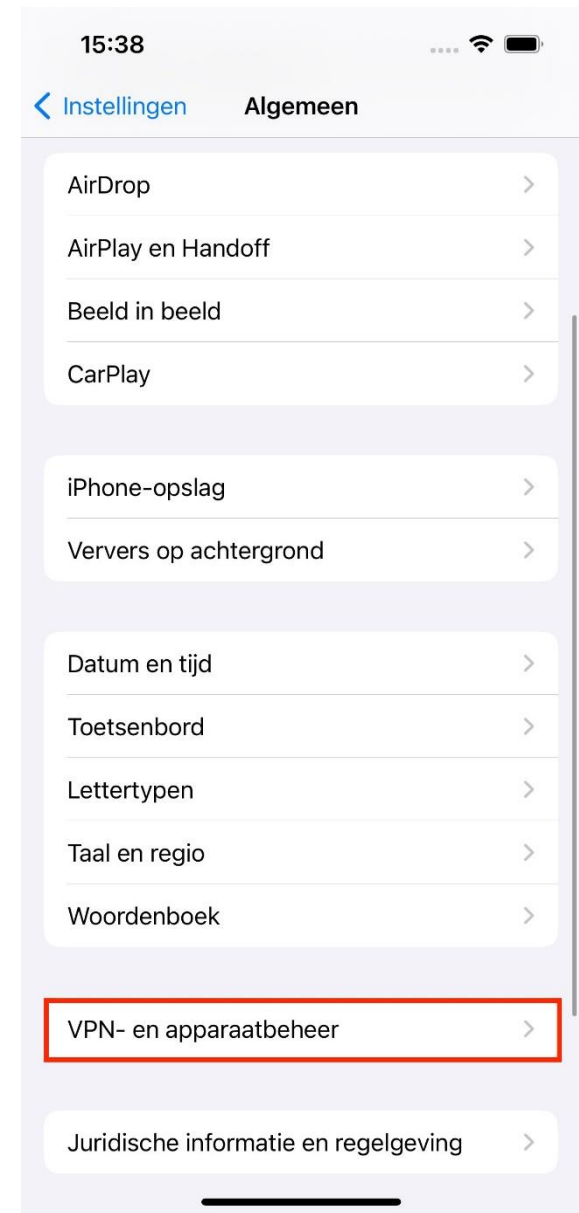 15:38
Instellingen Algemeen
AirDrop
AirPlay en Handoff
Beeld in beeld
CarPlay
iPhone-opslag
Ververs op achtergrond
Datum en tijd
Toetsenbord
Lettertypen
Taal en regio
Woordenboek
VPN- en apparaatbeheer
Juridische informatie en regelgeving